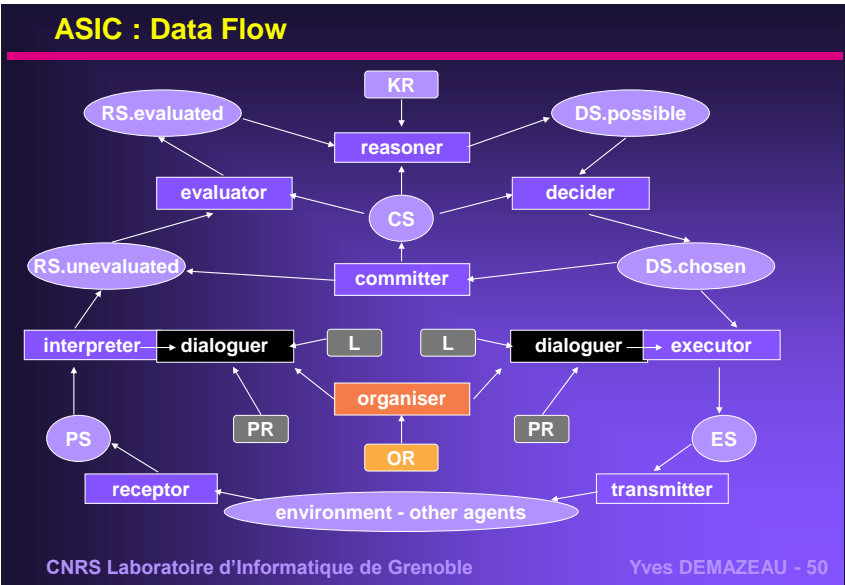 ASIC : Data Flow
KR
RS.evaluated
DS.possible
reasoner
evaluator
decider
CS
RS.unevaluated
DS.chosen
committer
interpreter
dialoguer
L
L
dialoguer
executor
organiser
PS
PR
PR
ES
OR
receptor
transmitter
environment - other agents
CNRS Laboratoire d'Informatique de Grenoble
Yves DEMAZEAU - 50